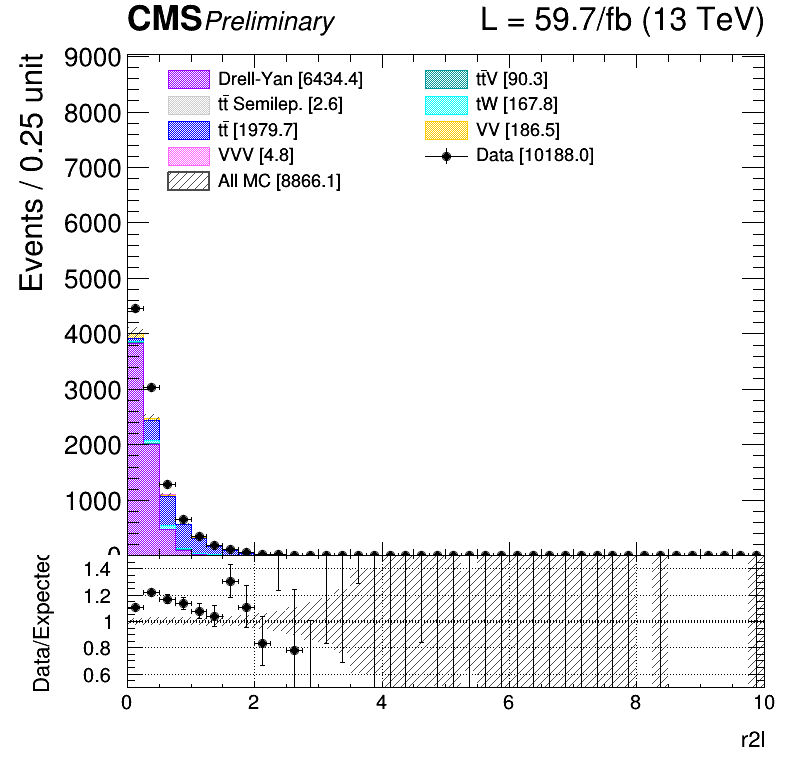 CMS Preliminary L = 59.7/fb (13 TeV)
Events / 0.25 unit
9000
8000
7000
6000
5000
4000
3000
2000
1000
0
Drell-Yan [6434.4]
tt̄ Semilep. [2.6]
tt̄ [1979.7]
VVV [4.8]
All MC [8866.1]
tt̄V [90.3]
tW [167.8]
VV [186.5]
Data [10188.0]
Data/Expected
1.4
1.2
1
0.8
0.6
0 2 4 6 8 10
r2l